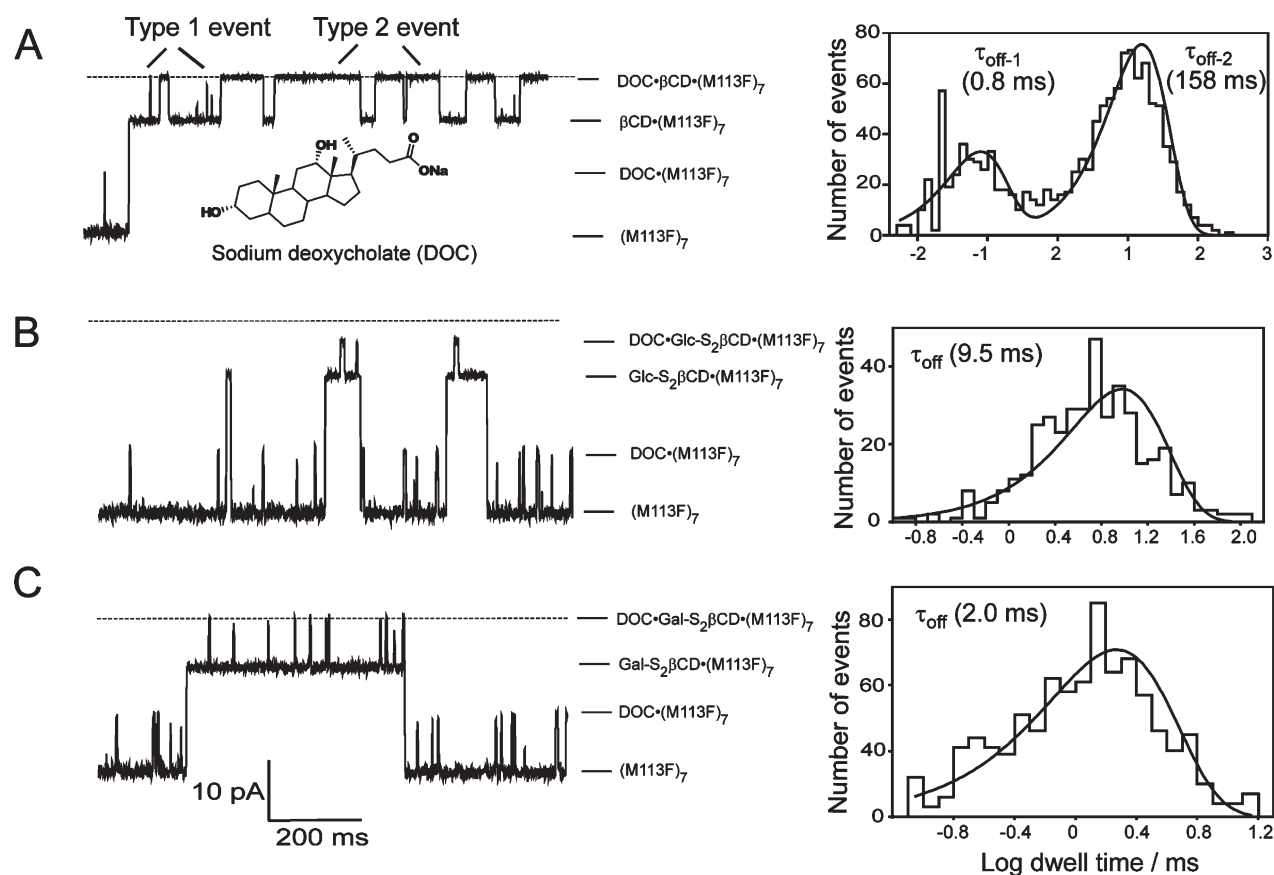 A
Type 1 event
Type 2 event
DOC•βCD•(M113F)7
βCD•(M113F)7
DOC•(M113F)7
(M113F)7
OH
O
ONa
HO
Sodium deoxycholate (DOC)
Number of events
80
60
40
20
0
τoff-1
(0.8 ms)
τoff-2
(158 ms)
-2 -1 2 1 2 3
B
DOC•Glc-S2βCD•(M113F)7
Glc-S2βCD•(M113F)7
DOC•(M113F)7
(M113F)7
Number of events
40
20
0
τoff (9.5 ms)
-0.8 -0.4 0 0.4 0.8 1.2 1.6 2.0
C
DOC•Gal-S2βCD•(M113F)7
Gal-S2βCD•(M113F)7
DOC•(M113F)7
(M113F)7
10 pA
200 ms
Number of events
80
60
40
0
τoff (2.0 ms)
-0.8 -0.4 0 0.4 0.8 1.2
Log dwell time / ms